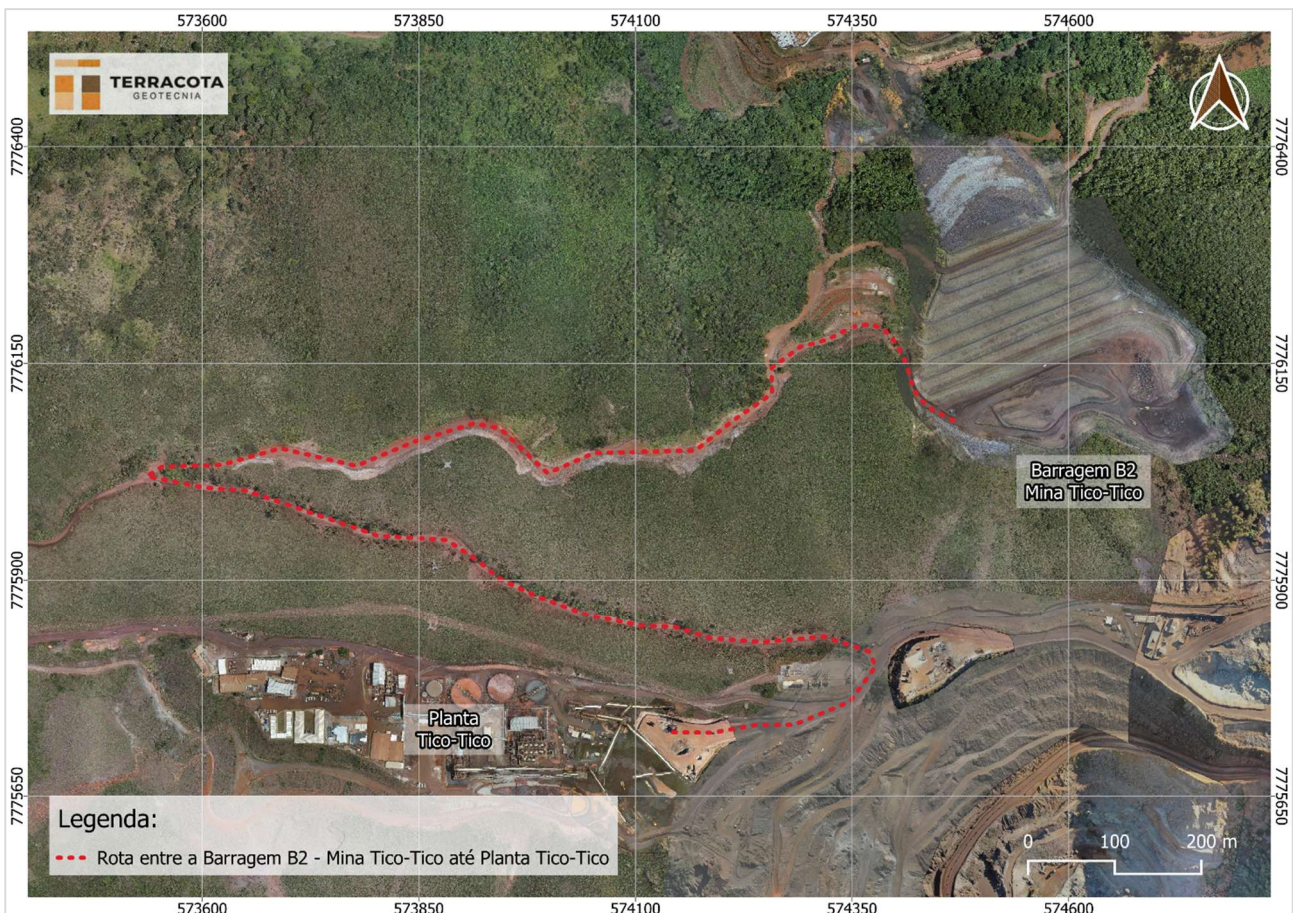 573600 573850 574100 574350 574600
TERRACOTA
GEOTECNIA
7776400 7776400
7776150 7776150
Barragem B2
Mina Tico-Tico
7775900 7775900
Planta
Tico-Tico
7775650 7775650
Legenda:
Rota entre a Barragem B2 - Mina Tico-Tico até Planta Tico-Tico
0 100 200 m
573600 573850 574100 574350 574600